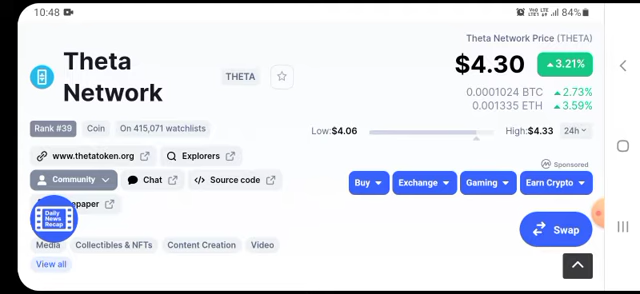 10:48
84%
Theta Network Price (THETA)
Theta Network
THETA
$4.30
3.21%
0.0001024 BTC 2.73%
0.001335 ETH 3.59%
Rank #39
Coin
On 415,071 watchlists
Low:$4.06
High:$4.33
24h
www.thetatoken.org
Explorers
Sponsored
Community
Chat
Source code
Buy
Exchange
Gaming
Earn Crypto
Daily
News
Recap
Swap
Media
Collectibles & NFTs
Content Creation
Video
View all